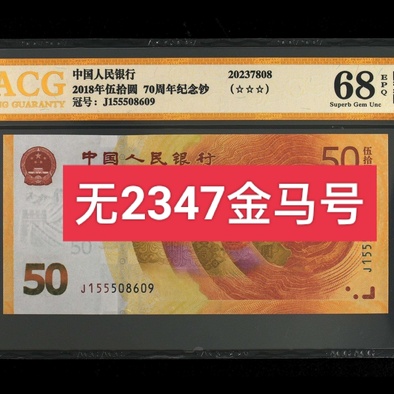 ACG
NG GUARANTY
中国人民银行
2018年伍拾圆 70周年纪念钞
冠号: J155508609
20237808
(☆☆☆)
68
EPQ
Superb Gem Unc
中国人民银行
50
伍拾
无2347金马号
50
50
J155508609
J155